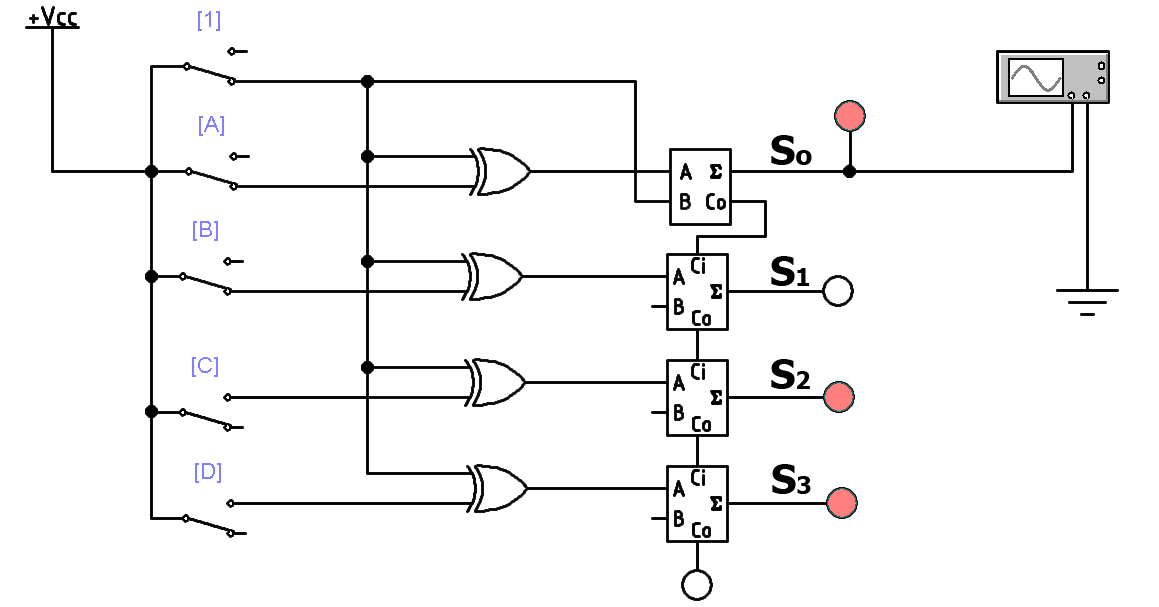 +Vcc
[1]
[A]
[B]
[C]
[D]
A Σ
B Co
So
Ci
A
Σ
B
Co
S1
Ci
A
Σ
B
Co
S2
Ci
A
Σ
B
Co
S3